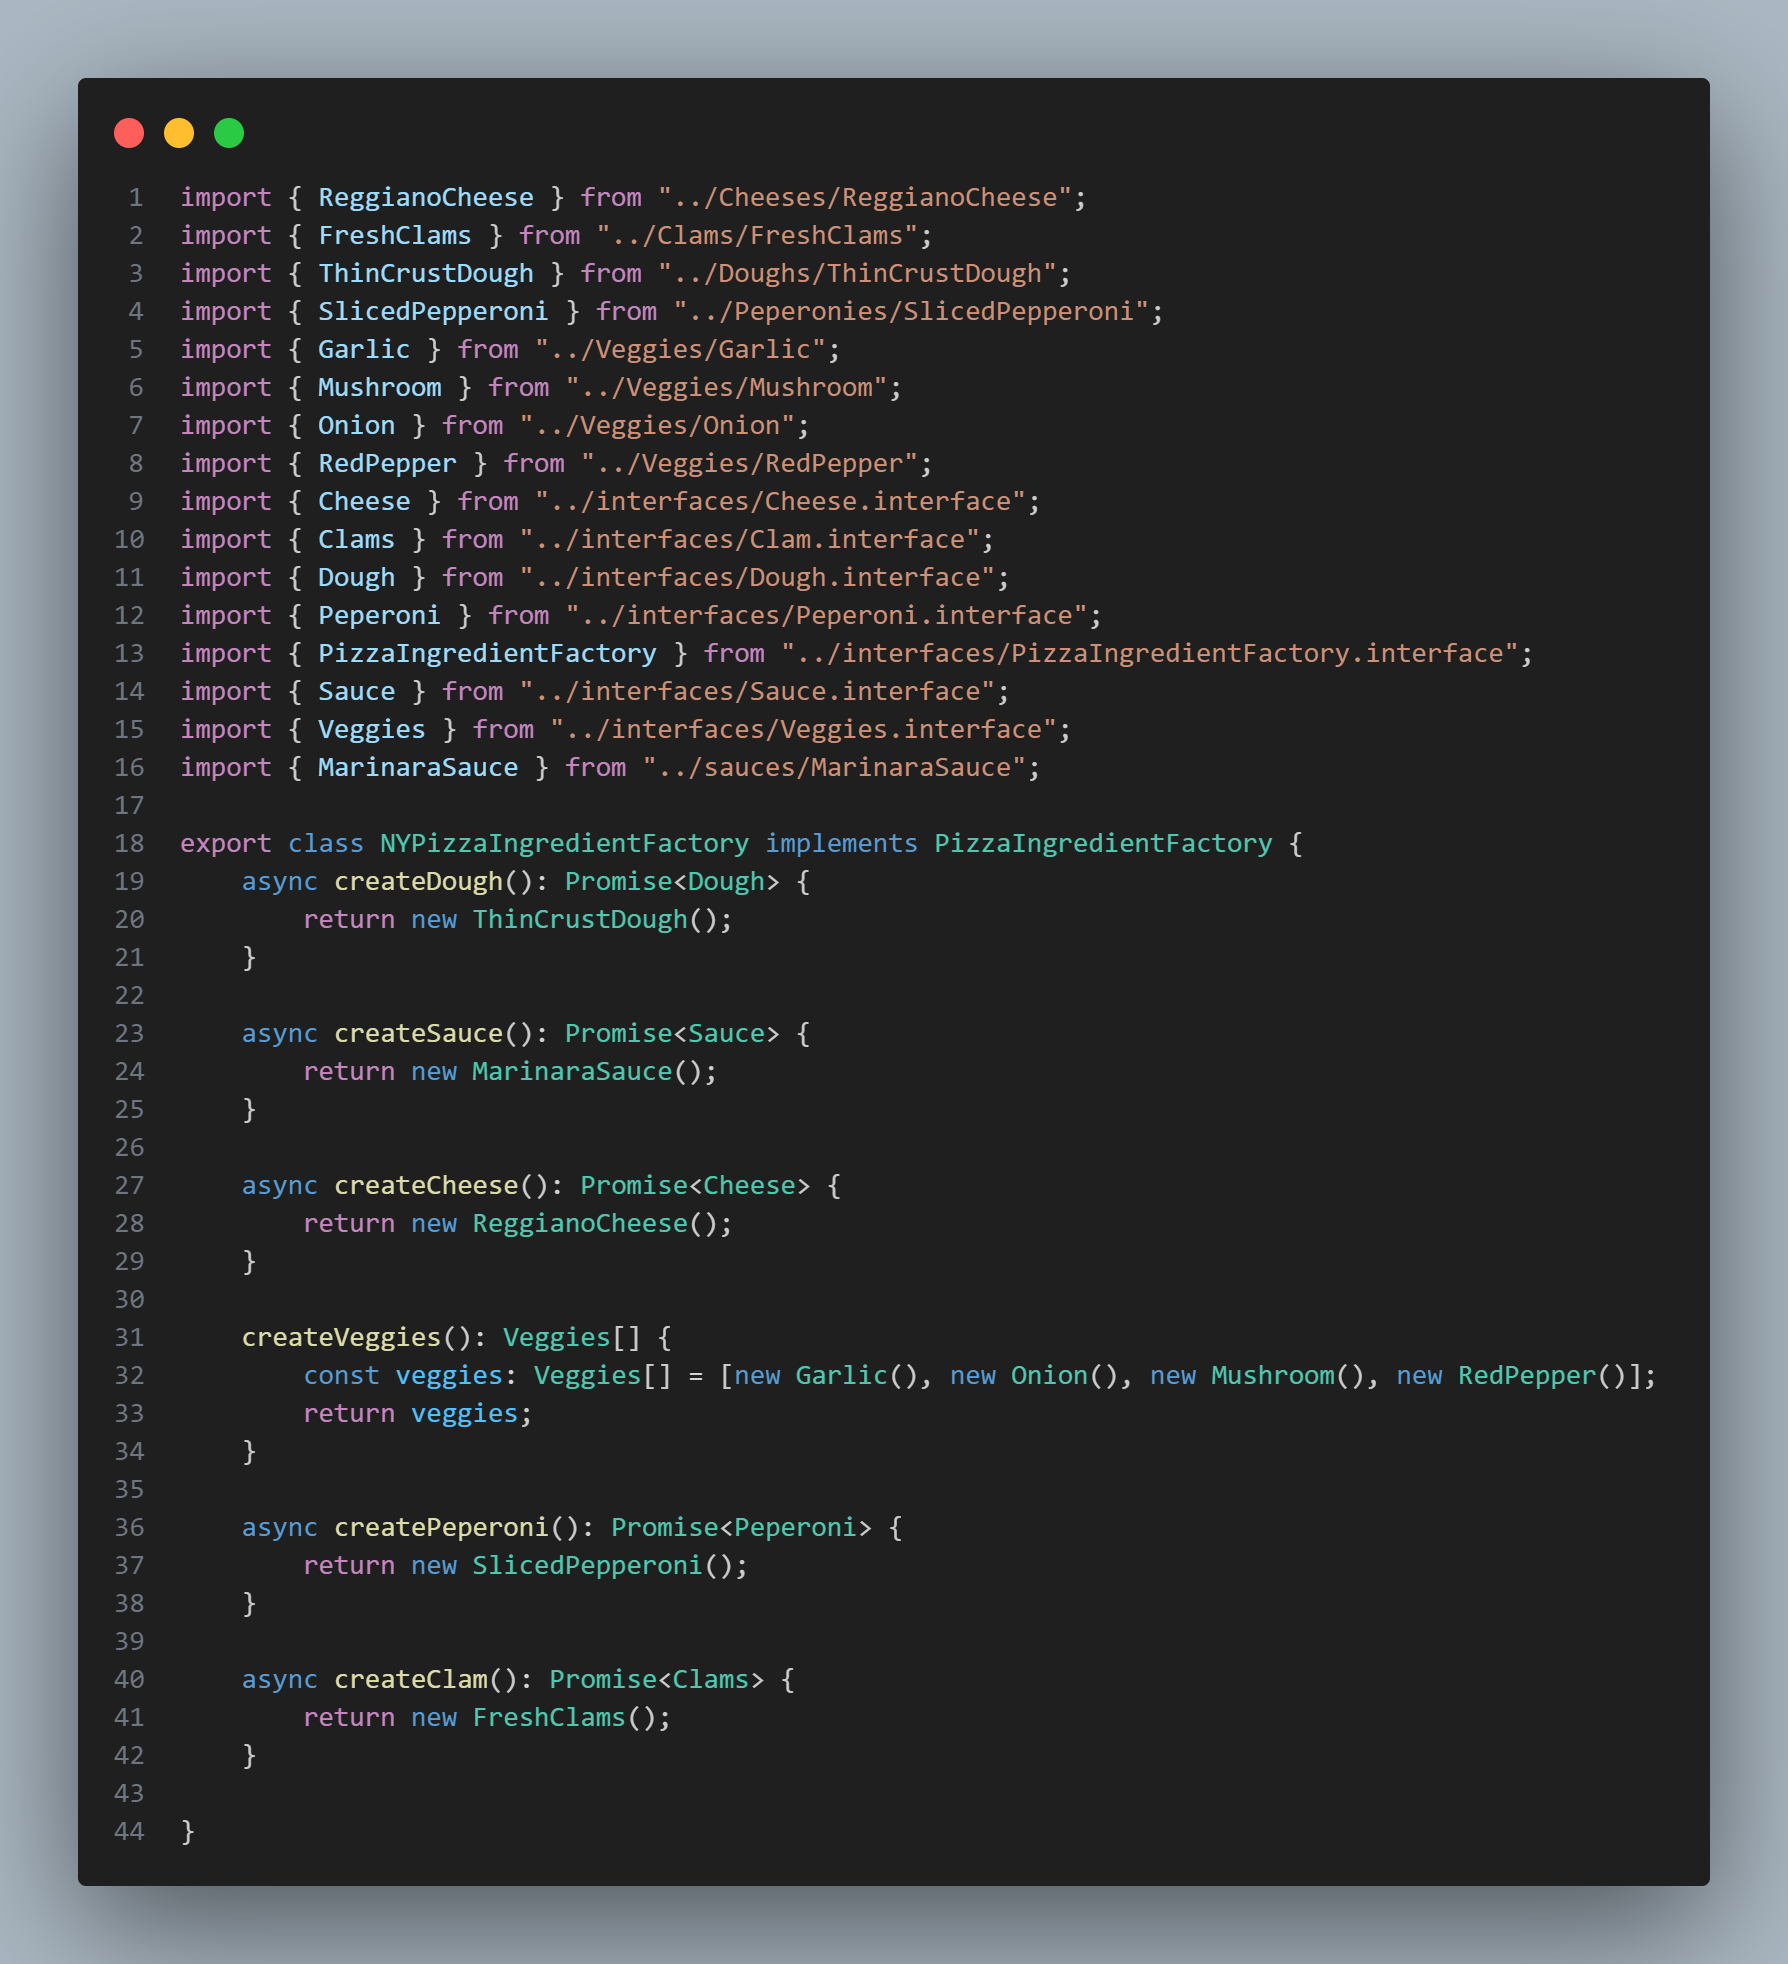 1 import { ReggianoCheese } from "../Cheeses/ReggianoCheese";
2 import { FreshClams } from "../Clams/FreshClams";
3 import { ThinCrustDough } from "../Doughs/ThinCrustDough";
4 import { SlicedPepperoni } from "../Peperonies/SlicedPepperoni";
5 import { Garlic } from "../Veggies/Garlic";
6 import { Mushroom } from "../Veggies/Mushroom";
7 import { Onion } from "../Veggies/Onion";
8 import { RedPepper } from "../Veggies/RedPepper";
9 import { Cheese } from "../interfaces/Cheese.interface";
10 import { Clams } from "../interfaces/Clam.interface";
11 import { Dough } from "../interfaces/Dough.interface";
12 import { Peperoni } from "../interfaces/Peperoni.interface";
13 import { PizzaIngredientFactory } from "../interfaces/PizzaIngredientFactory.interface";
14 import { Sauce } from "../interfaces/Sauce.interface";
15 import { Veggies } from "../interfaces/Veggies.interface";
16 import { MarinaraSauce } from "../sauces/MarinaraSauce";
17
18 export class NYPizzaIngredientFactory implements PizzaIngredientFactory {
19     async createDough(): Promise<Dough> {
20         return new ThinCrustDough();
21     }
22
23     async createSauce(): Promise<Sauce> {
24         return new MarinaraSauce();
25     }
26
27     async createCheese(): Promise<Cheese> {
28         return new ReggianoCheese();
29     }
30
31     createVeggies(): Veggies[] {
32         const veggies: Veggies[] = [new Garlic(), new Onion(), new Mushroom(), new RedPepper()];
33         return veggies;
34     }
35
36     async createPeperoni(): Promise<Peperoni> {
37         return new SlicedPepperoni();
38     }
39
40     async createClam(): Promise<Clams> {
41         return new FreshClams();
42     }
43
44 }